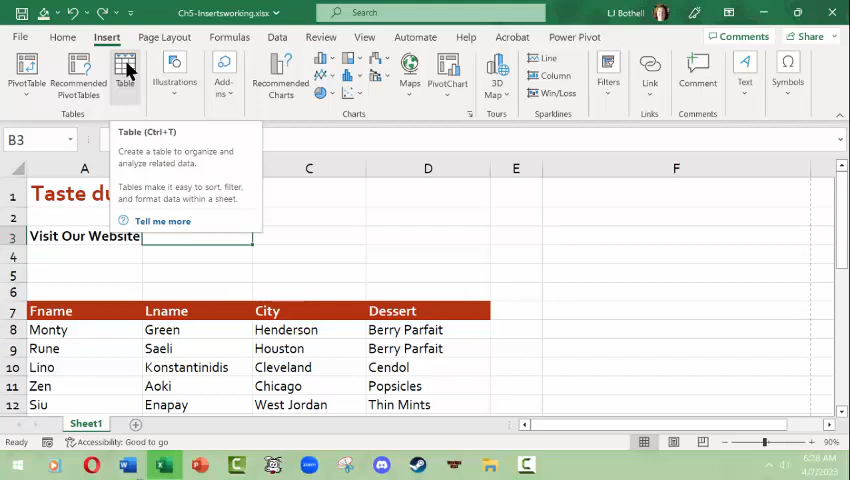 Ch5-Insertsworking.xlsx
Search
LJ Bothell
File Home Insert Page Layout Formulas Data Review View Automate Help Acrobat Power Pivot
Comments Share
PivotTable
Recommended
PivotTables
Table
Illustrations
Add-
ins
Recommended
Charts
Maps
PivotChart
3D
Map
Line
Column
Win/Loss
Filters
Link
Comment
Text
Symbols
Tables Charts Tours Sparklines Links Comments
B3
Table (Ctrl+T)
Create a table to organize and
analyze related data.
Tables make it easy to sort, filter,
and format data within a sheet.
Tell me more
A C D E F
1 Taste du
2
3 Visit Our Website
4
5
6
7 Fname Lname City Dessert
8 Monty Green Henderson Berry Parfait
9 Rune Saeli Houston Berry Parfait
10 Lino Konstantinidis Cleveland Cendol
11 Zen Aoki Chicago Popsicles
12 Siu Enapay West Jordan Thin Mints
Sheet1
Ready Accessibility: Good to go 90%
zoom
6:28 AM
4/7/2023